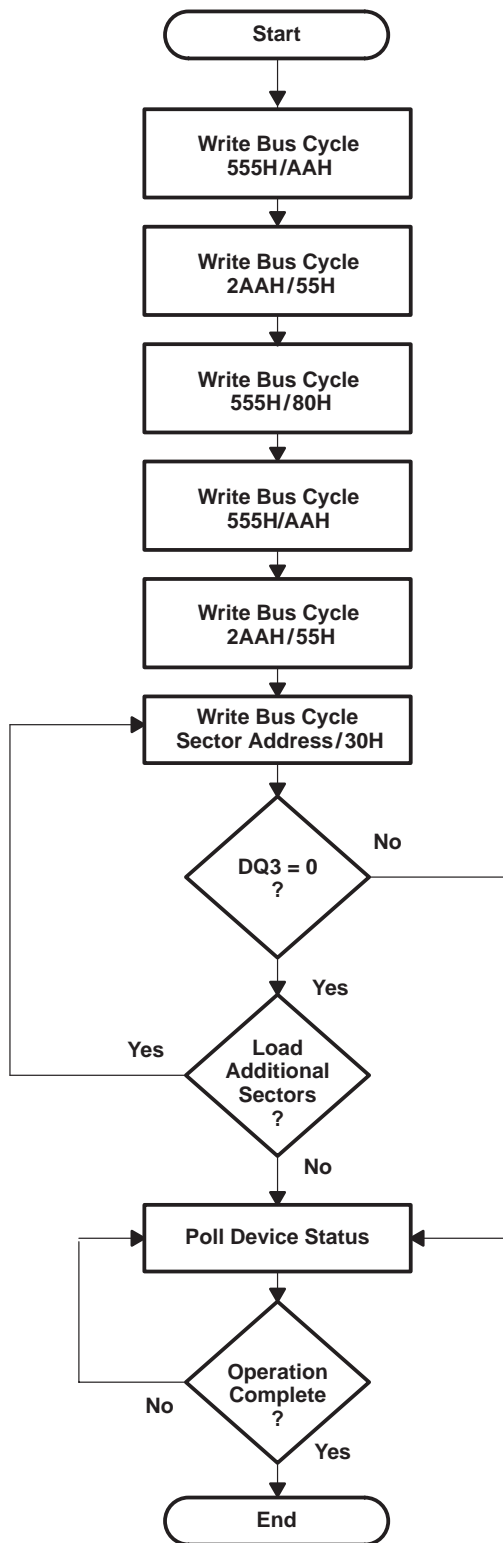 Start
Write Bus Cycle
555H/AAH
Write Bus Cycle
2AAH/55H
Write Bus Cycle
555H/80H
Write Bus Cycle
555H/AAH
Write Bus Cycle
2AAH/55H
Write Bus Cycle
Sector Address/30H
No
DQ3 = 0
?
Yes
Yes
Load
Additional
Sectors
?
No
Poll Device Status
Operation
Complete
?
No
Yes
End